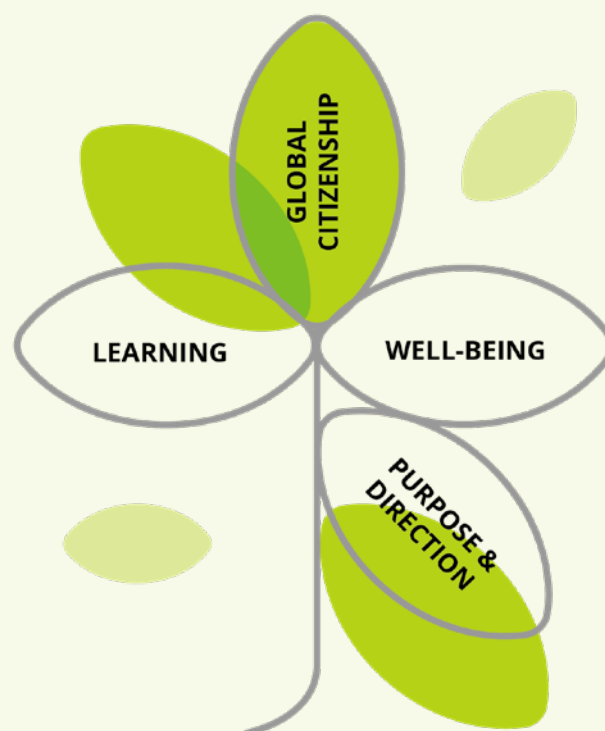 GLOBAL
CITIZENSHIP
LEARNING
WELL-BEING
PURPOSE &
DIRECTION